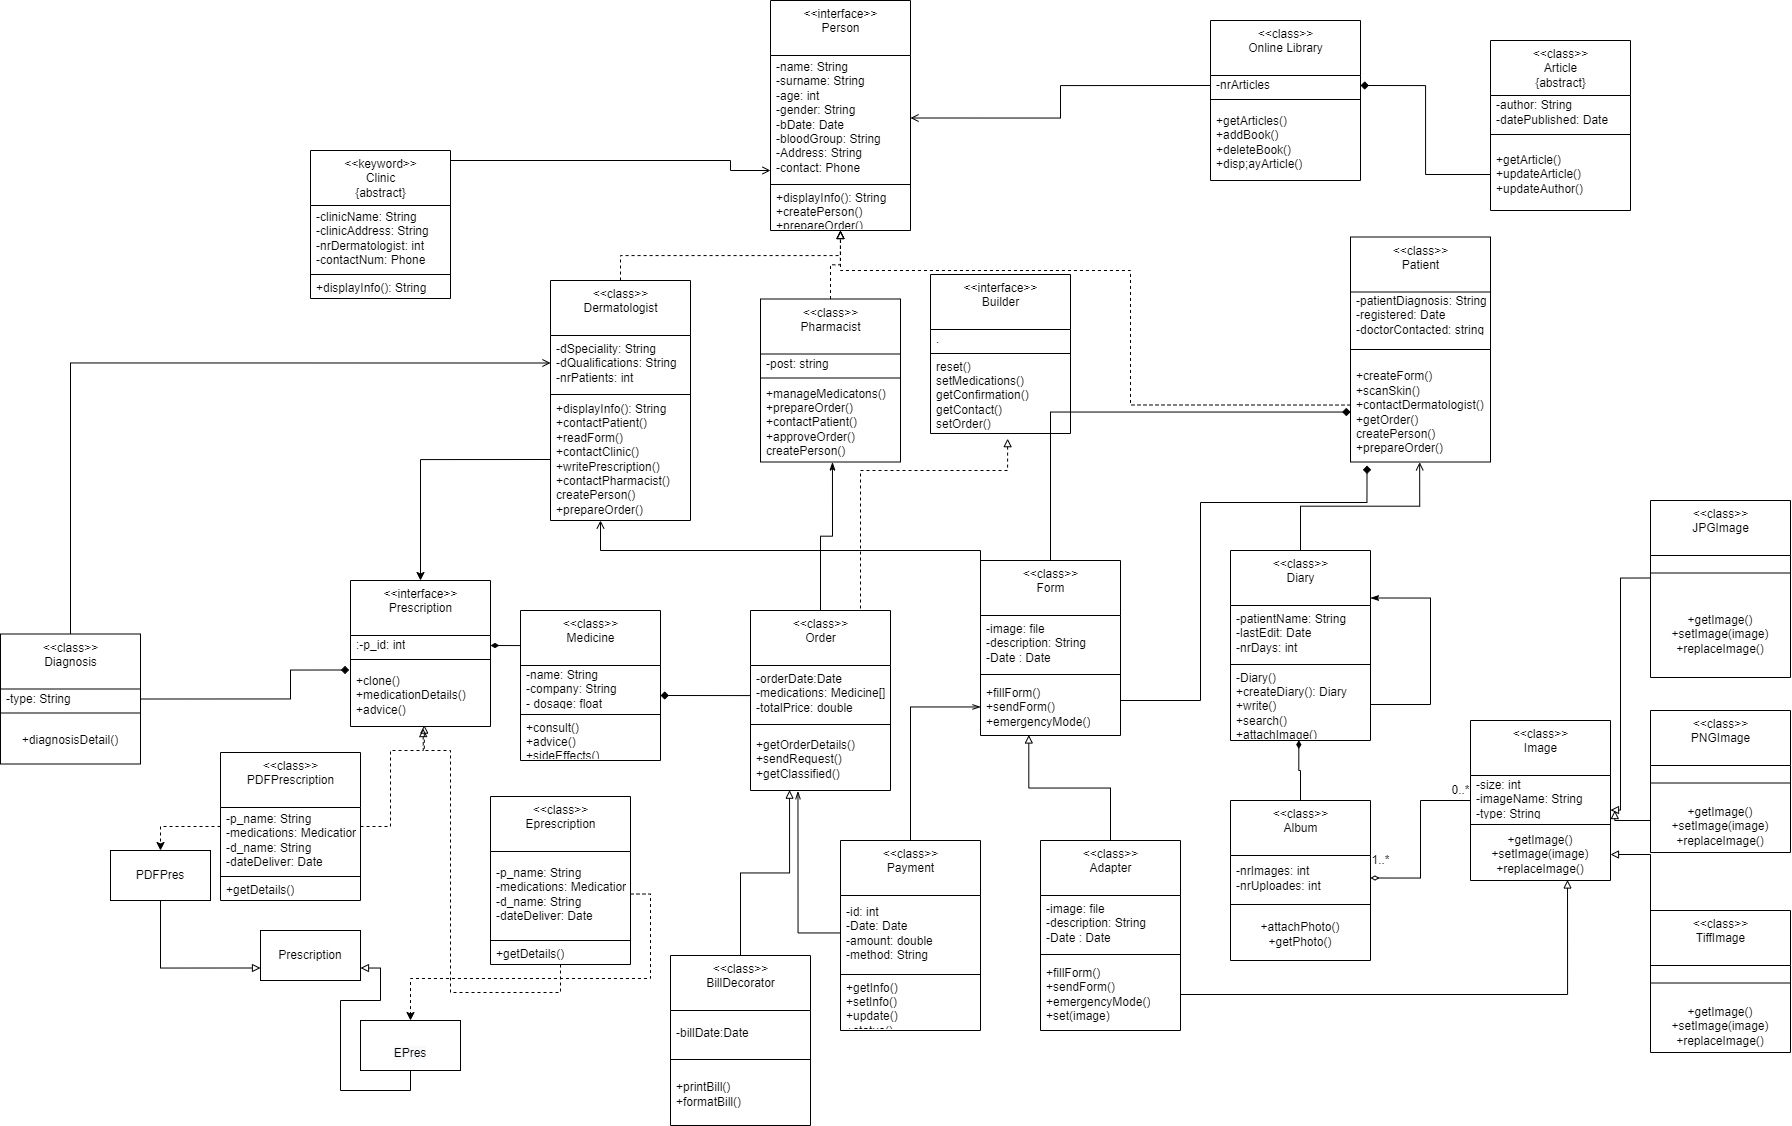 <<interface>>
Person
-name: String
-surname: String
-age: int
-gender: String
-bDate: Date
-bloodGroup: String
-Address: String
-contact: Phone
+displayInfo(): String
+createPerson()
+prepareOrder()
<<class>>
Online Library
-nrArticles
+getArticles()
+addBook()
+deleteBook()
+disp;ayArticle()
<<class>>
Article
{abstract}
-author: String
-datePublished: Date
+getArticle()
+updateArticle()
+updateAuthor()
<<keyword>>
Clinic
{abstract}
-clinicName: String
-clinicAddress: String
-nrDermatologist: int
-contactNum: Phone
+displayInfo(): String
<<class>>
Dermatologist
-dSpeciality: String
-dQualifications: String
-nrPatients: int
+displayInfo(): String
+contactPatient()
+readForm()
+contactClinic()
+writePrescription()
+contactPharmacist()
createPerson()
+prepareOrder()
<<class>>
Pharmacist
-post: string
+manageMedicatons()
+prepareOrder()
+contactPatient()
+approveOrder()
createPerson()
<<interface>>
Builder
.
reset()
setMedications()
getConfirmation()
getContact()
setOrder()
<<class>>
Patient
-patientDiagnosis: String
-registered: Date
-doctorContacted: string
+createForm()
+scanSkin()
+contactDermatologist()
+getOrder()
createPerson()
+prepareOrder()
<<class>>
Diagnosis
-type: String
+diagnosisDetail()
<<interface>>
Prescription
:-p_id: int
+clone()
+medicationDetails()
+advice()
<<class>>
Medicine
-name: String
-company: String
- dosage: float
+consult()
+advice()
+sideEffects()
<<class>>
Order
-orderDate:Date
-medications: Medicine[]
-totalPrice: double
+getOrderDetails()
+sendRequest()
+getClassified()
<<class>>
Form
-image: file
-description: String
-Date : Date
+fillForm()
+sendForm()
+emergencyMode()
<<class>>
Diary
-patientName: String
-lastEdit: Date
-nrDays: int
-Diary()
+createDiary(): Diary
+write()
+search()
+attachImage()
<<class>>
JPGImage
+getImage()
+setImage(image)
+replaceImage()
<<class>>
PNGImage
+getImage()
+setImage(image)
+replaceImage()
<<class>>
Image
-size: int
-imageName: String
-type: String
+getImage()
+setImage(image)
+replaceImage()
0..*
1..*
<<class>>
PDFPrescription
-p_name: String
-medications: Medication
-d_name: String
-dateDeliver: Date
+getDetails()
<<class>>
Eprescription
-p_name: String
-medications: Medication
-d_name: String
-dateDeliver: Date
+getDetails()
PDFPres
Prescription
EPres
<<class>>
BillDecorator
-billDate:Date
+printBill()
+formatBill()
<<class>>
Payment
-id: int
-Date: Date
-amount: double
-method: String
+getInfo()
+setInfo()
+update()
+status()
<<class>>
Adapter
-image: file
-description: String
-Date : Date
+fillForm()
+sendForm()
+emergencyMode()
+set(image)
<<class>>
Album
-nrImages: int
-nrUploades: int
+attachPhoto()
+getPhoto()
<<class>>
TiffImage
+getImage()
+setImage(image)
+replaceImage()